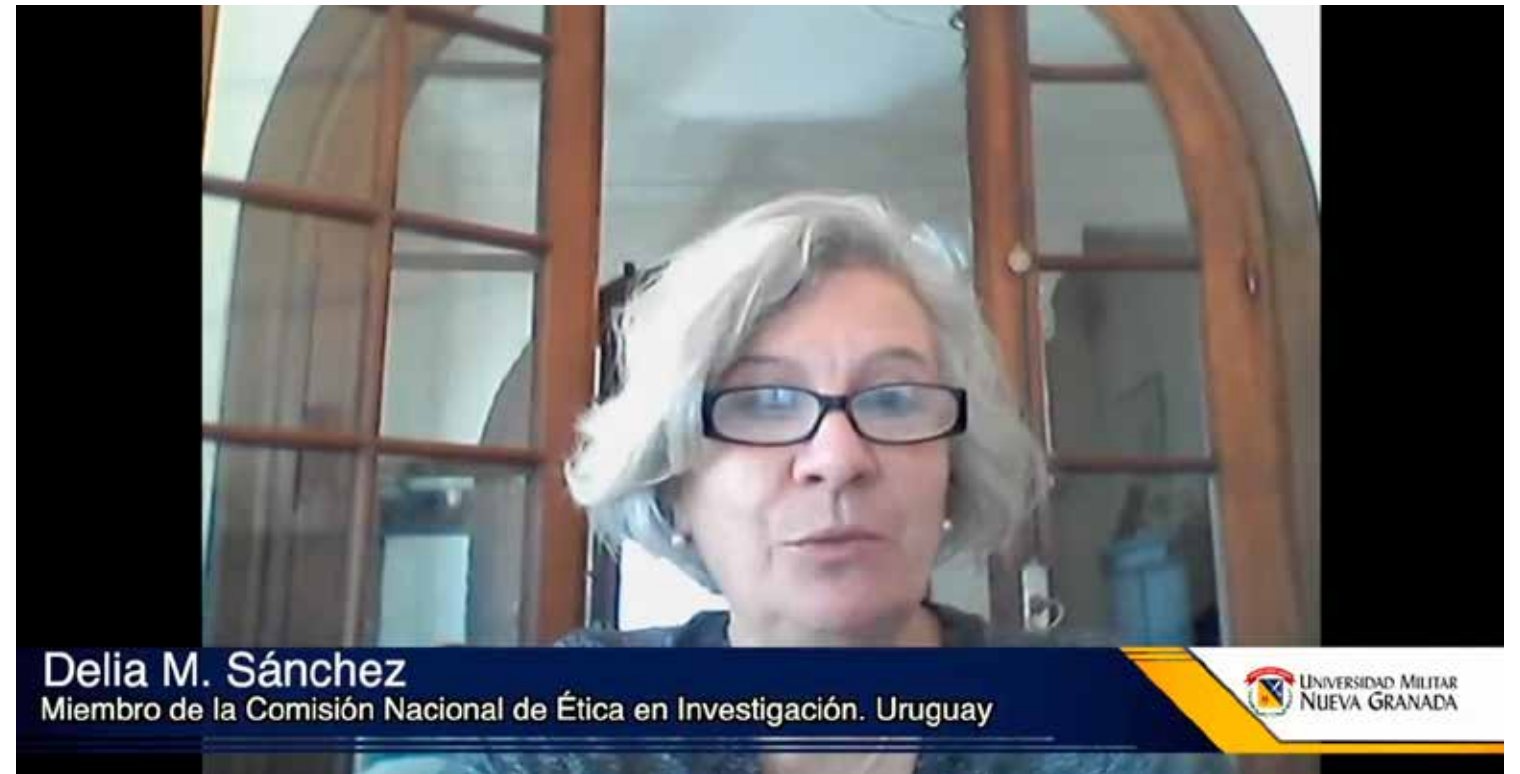 Delia M. Sánchez
Miembro de la Comisión Nacional de Ética en Investigación. Uruguay
UNIVERSIDAD MILITAR
NUEVA GRANADA